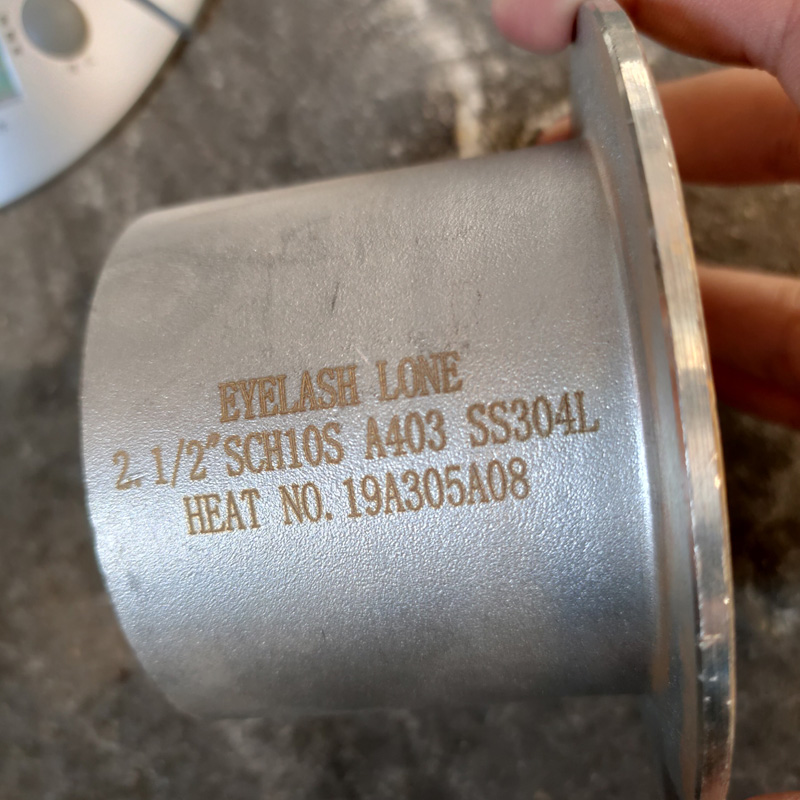 EYELASH LONE
2.1/2"SCH10S A403 SS304L
HEAT NO.19A305A08